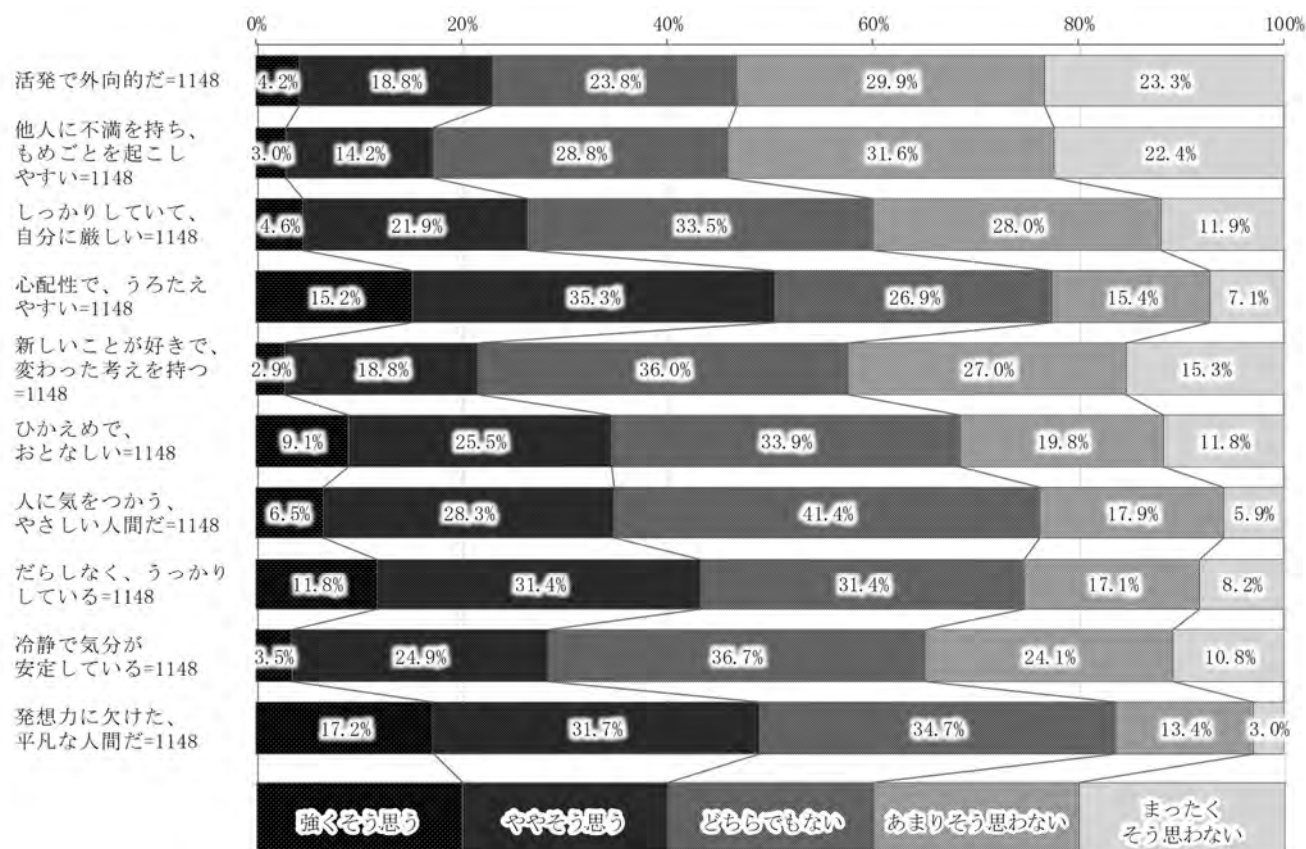 0% 20% 40% 60% 80% 100%
活発で外向的だ=1148 4.2% 18.8% 23.8% 29.9% 23.3%
他人に不満を持ち、
もめごとを起こし
やすい=1148
3.0% 14.2% 28.8% 31.6% 22.4%
しっかりしていて、
自分に厳しい=1148
4.6% 21.9% 33.5% 28.0% 11.9%
心配性で、うろたえ
やすい=1148
15.2% 35.3% 26.9% 15.4% 7.1%
新しいことが好きで、
変わった考えを持つ
=1148
2.9% 18.8% 36.0% 27.0% 15.3%
ひかえめで、
おとなしい=1148
9.1% 25.5% 33.9% 19.8% 11.8%
人に気をつかう、
やさしい人間だ=1148
6.5% 28.3% 41.4% 17.9% 5.9%
だらしなく、うっかり
している=1148
11.8% 31.4% 31.4% 17.1% 8.2%
冷静で気分が
安定している=1148
3.5% 24.9% 36.7% 24.1% 10.8%
発想力に欠けた、
平凡な人間だ=1148
17.2% 31.7% 34.7% 13.4% 3.0%
強くそう思う ややそう思う どちらでもない あまりそう思わない
まったく
そう思わない